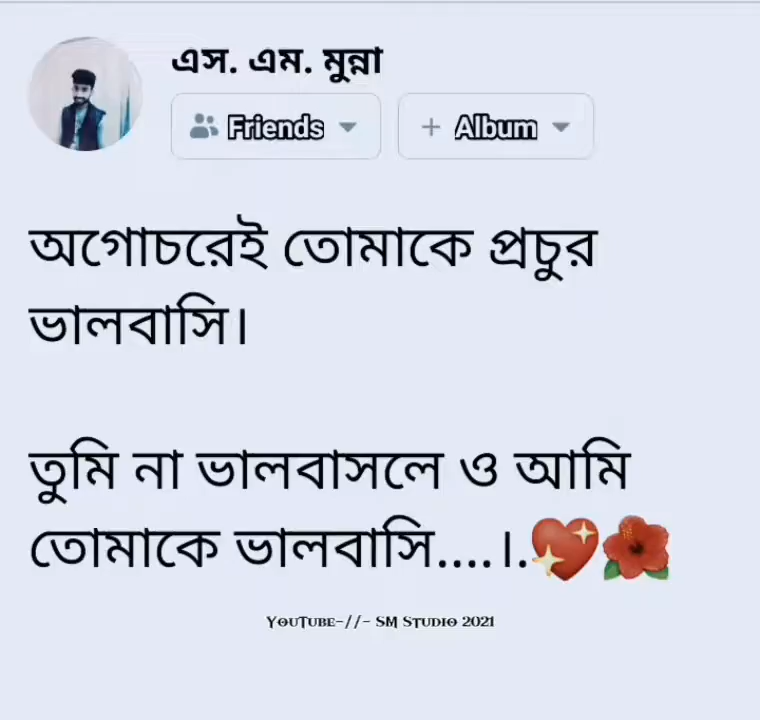 এস. এম. মুন্না
Friends + Album
অগোচরেই তোমাকে প্রচুর
ভালবাসি।
তুমি না ভালবাসলে ও আমি
তোমাকে ভালবাসি....।.💖🌺
YouTube-//- SM Studio 2021